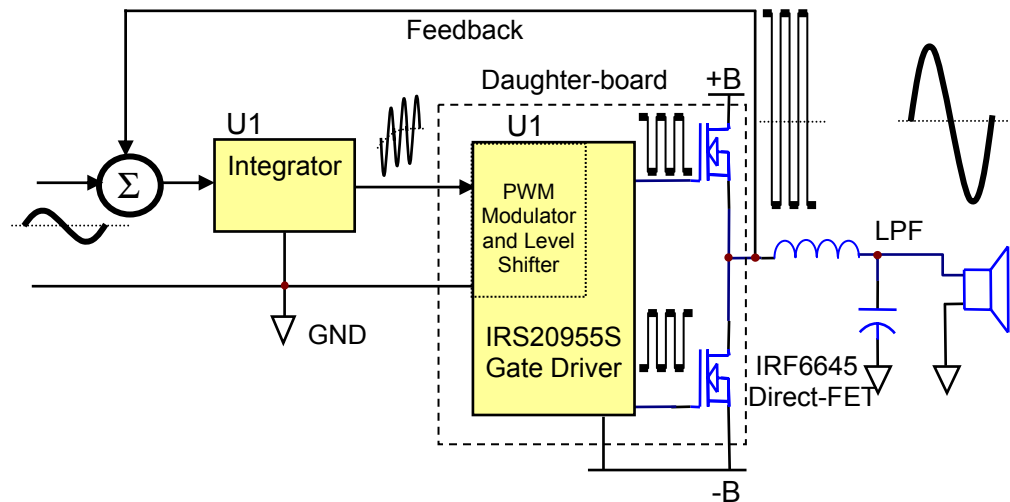 Feedback
Daughter-board
+B
U1
Integrator
Σ
U1
PWM
Modulator
and Level
Shifter
LPF
GND
IRS20955S
Gate Driver
IRF6645
Direct-FET
-B